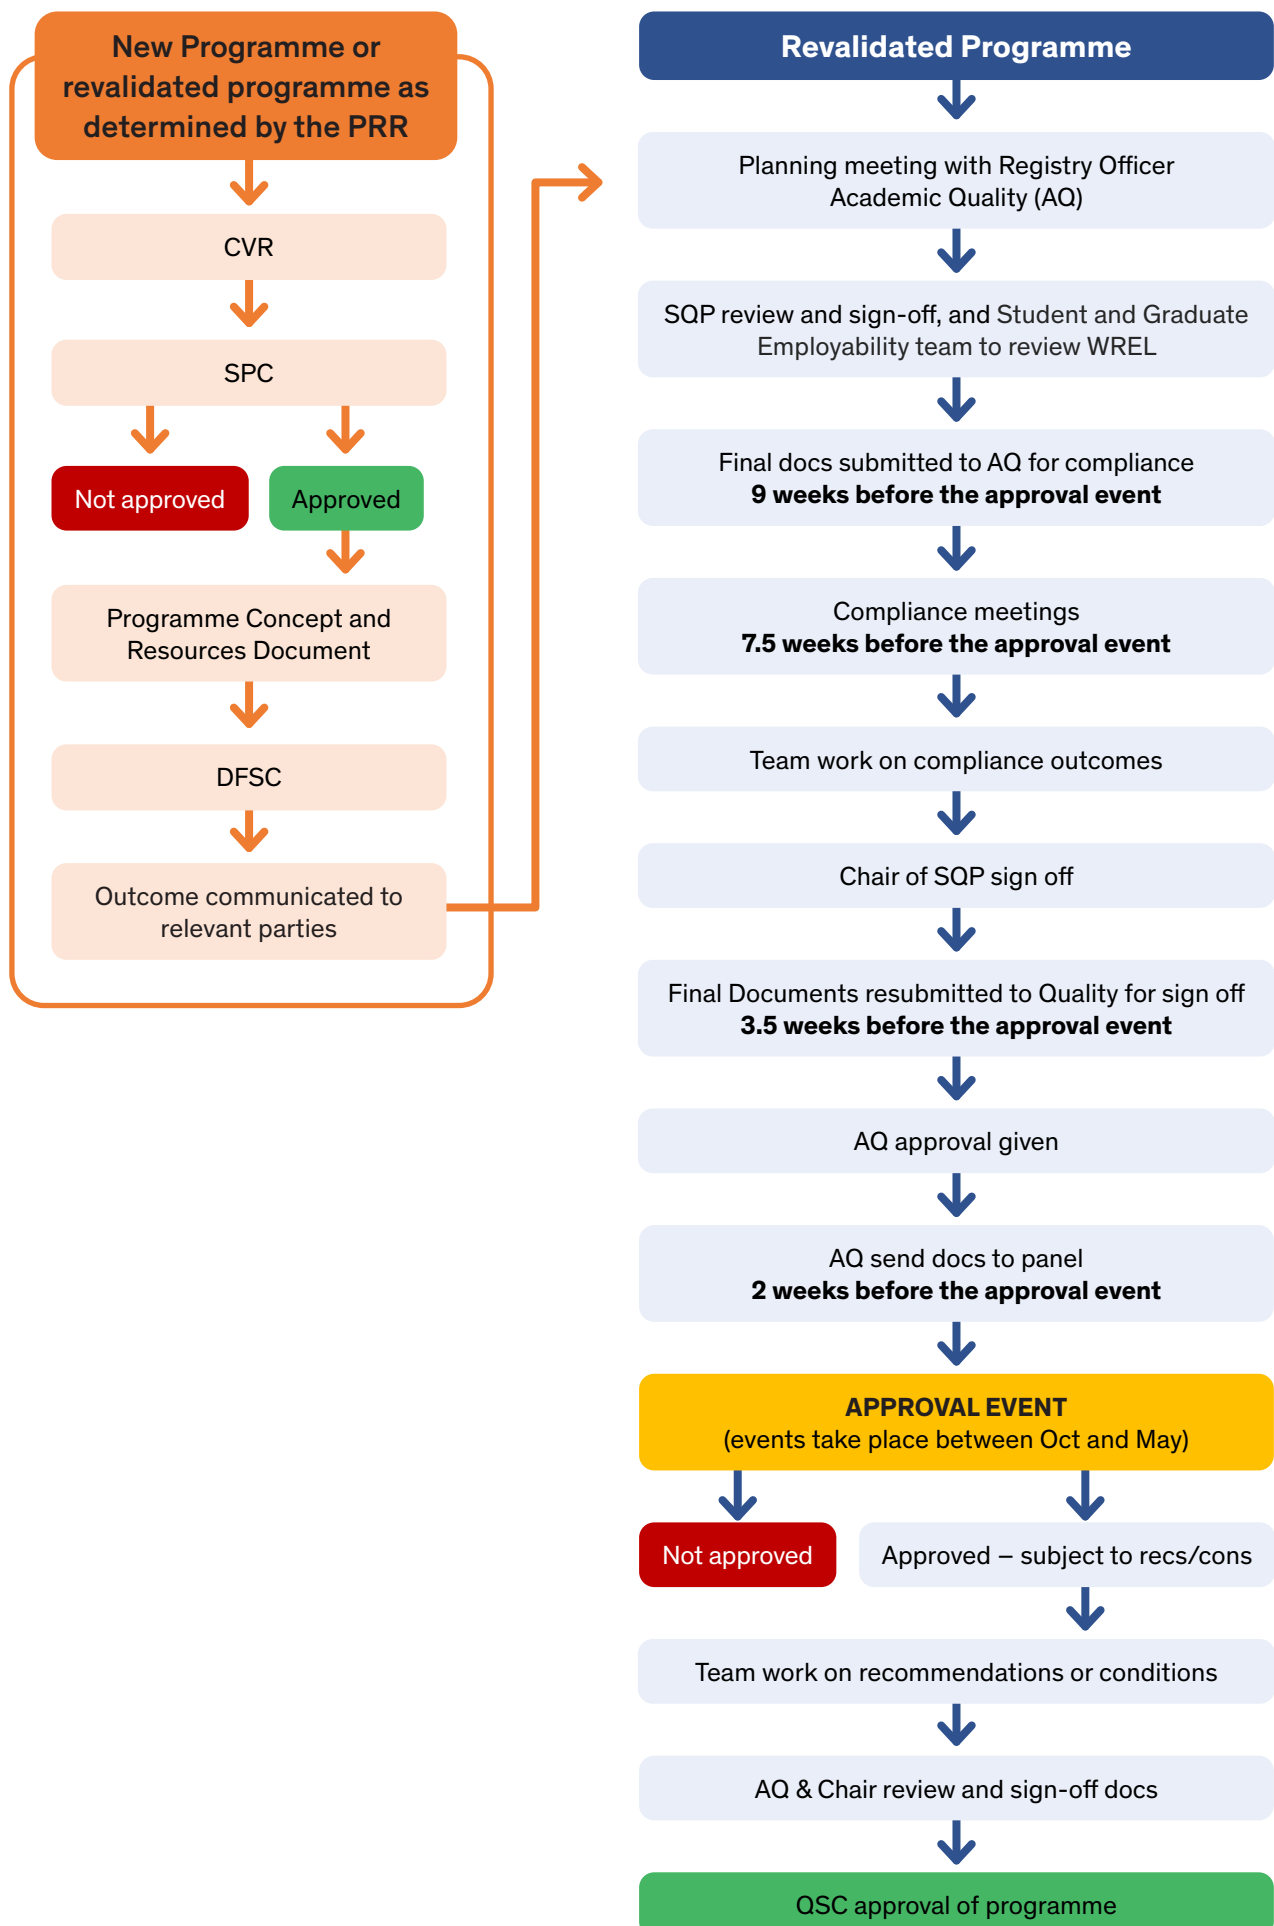 New Programme or
revalidated programme as
determined by the PRR
CVR
SPC
Not approved
Approved
Programme Concept and
Resources Document
DFSC
Outcome communicated to
relevant parties
Revalidated Programme
Planning meeting with Registry Officer
Academic Quality (AQ)
SQP review and sign-off, and Student and Graduate
Employability team to review WREL
Final docs submitted to AQ for compliance
9 weeks before the approval event
Compliance meetings
7.5 weeks before the approval event
Team work on compliance outcomes
Chair of SQP sign off
Final Documents resubmitted to Quality for sign off
3.5 weeks before the approval event
AQ approval given
AQ send docs to panel
2 weeks before the approval event
APPROVAL EVENT
(events take place between Oct and May)
Not approved
Approved – subject to recs/cons
Team work on recommendations or conditions
AQ & Chair review and sign-off docs
QSC approval of programme